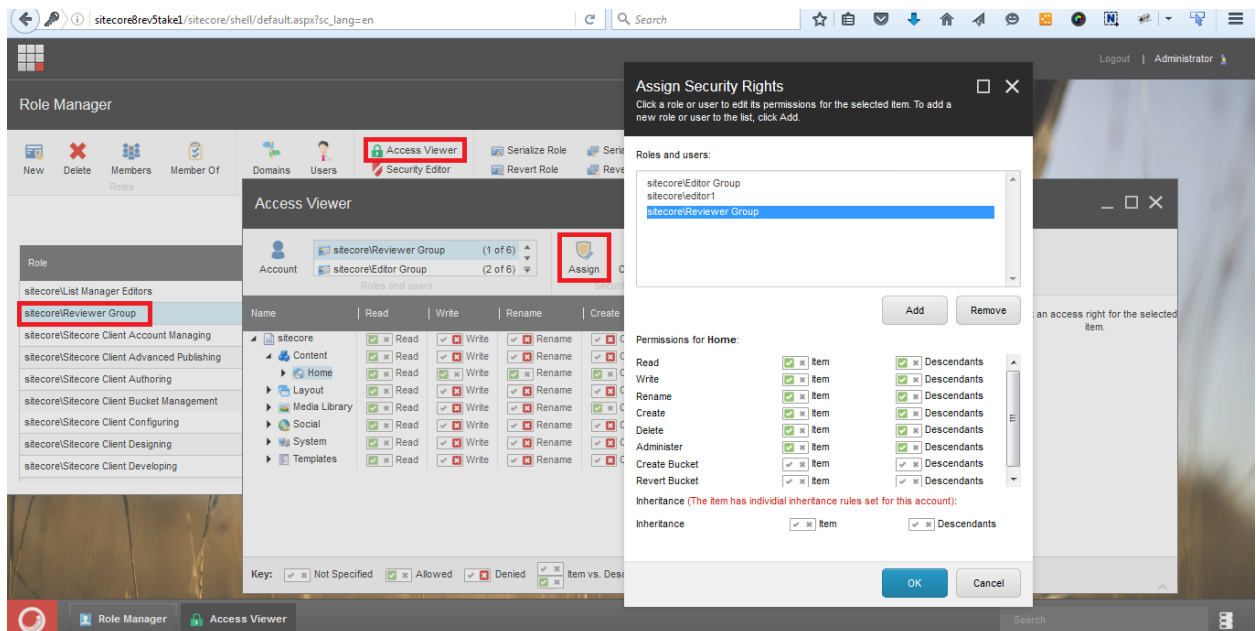 sitecore8rev5take1/sitecore/shell/default.aspx?sc_lang=en
Search
Logout | Administrator
Role Manager
New
Delete
Members
Member Of
Roles
Domains
Users
Access Viewer
Security Editor
Serialize Role
Revert Role
Role
sitecore\List Manager Editors
sitecore\Reviewer Group
sitecore\Sitecore Client Account Managing
sitecore\Sitecore Client Advanced Publishing
sitecore\Sitecore Client Authoring
sitecore\Sitecore Client Bucket Management
sitecore\Sitecore Client Configuring
sitecore\Sitecore Client Designing
sitecore\Sitecore Client Developing
Access Viewer
Account
sitecore\Reviewer Group (1 of 6)
sitecore\Editor Group (2 of 6)
Roles and users
Assign
Name | Read | Write | Rename | Create
sitecore Read Write Rename
Content Read Write Rename
Home Read Write Rename
Layout Read Write Rename
Media Library Read Write Rename
Social Read Write Rename
System Read Write Rename
Templates Read Write Rename
Key: Not Specified Allowed Denied Item vs.
an access right for the selected
item.
Assign Security Rights
Click a role or user to edit its permissions for the selected item. To add a
new role or user to the list, click Add.
Roles and users:
sitecore\Editor Group
sitecore\editor1
sitecore\Reviewer Group
Add
Remove
Permissions for Home:
Read Item Descendants
Write Item Descendants
Rename Item Descendants
Create Item Descendants
Delete Item Descendants
Administer Item Descendants
Create Bucket Item Descendants
Revert Bucket Item Descendants
Inheritance (The item has individial inheritance rules set for this account):
Inheritance Item Descendants
OK
Cancel
Role Manager
Access Viewer
Search